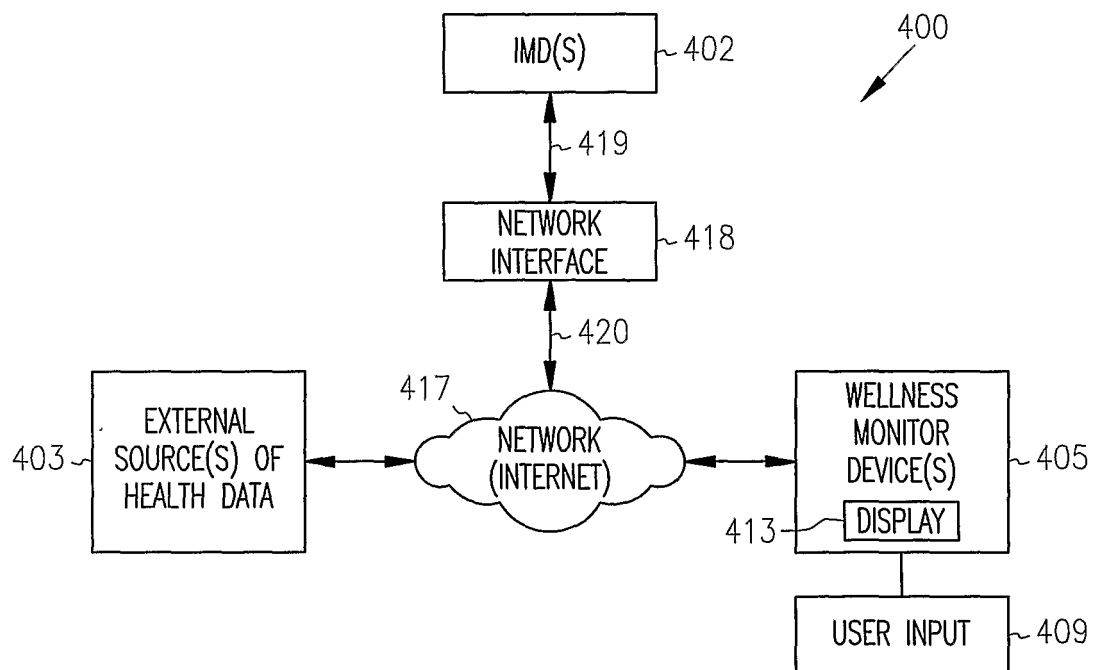 IMD(S)
402
400
419
NETWORK
INTERFACE
418
420
EXTERNAL
SOURCE(S) OF
HEALTH DATA
403
417
NETWORK
(INTERNET)
WELLNESS
MONITOR
DEVICE(S)
405
413
DISPLAY
USER INPUT
409